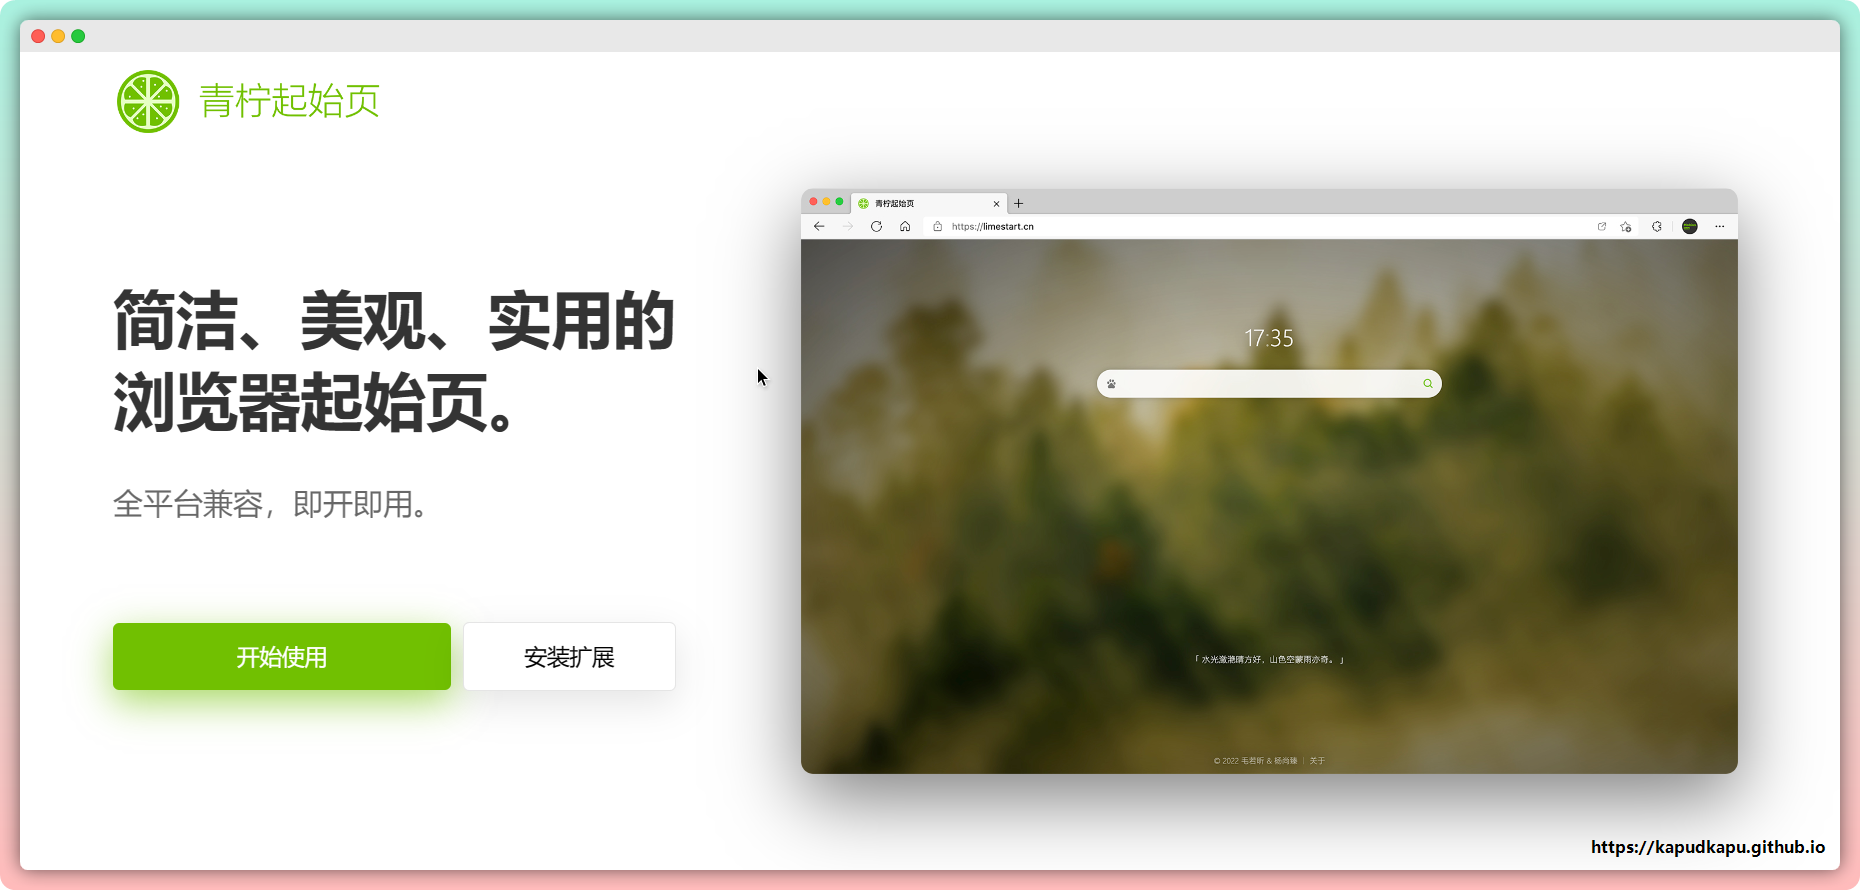 青柠起始页
简洁、美观、实用的
浏览器起始页。
全平台兼容，即开即用。
开始使用
安装扩展
青柠起始页
https://limestart.cn
17:35
「 水光潋滟晴方好，山色空蒙雨亦奇。 」
© 2022 毛若昕 & 杨尚臻 | 关于
https://kapudkapu.github.io